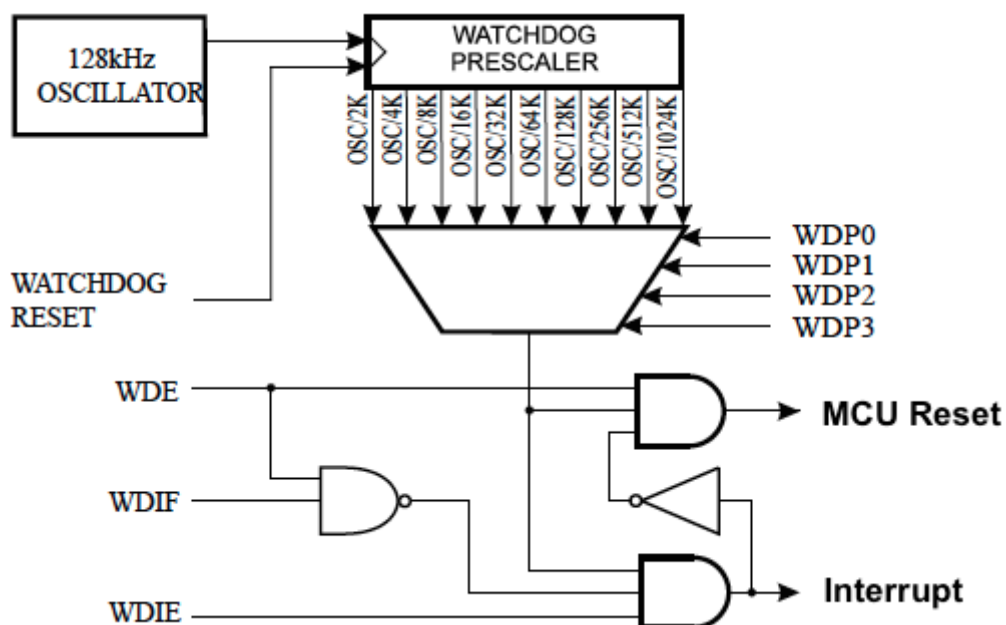 128kHz
OSCILLATOR
WATCHDOG
PRESCALER
OSC/2K
OSC/4K
OSC/8K
OSC/16K
OSC/32K
OSC/64K
OSC/128K
OSC/256K
OSC/512K
OSC/1024K
WDP0
WDP1
WDP2
WDP3
WATCHDOG
RESET
WDE
MCU Reset
WDIF
Interrupt
WDIE